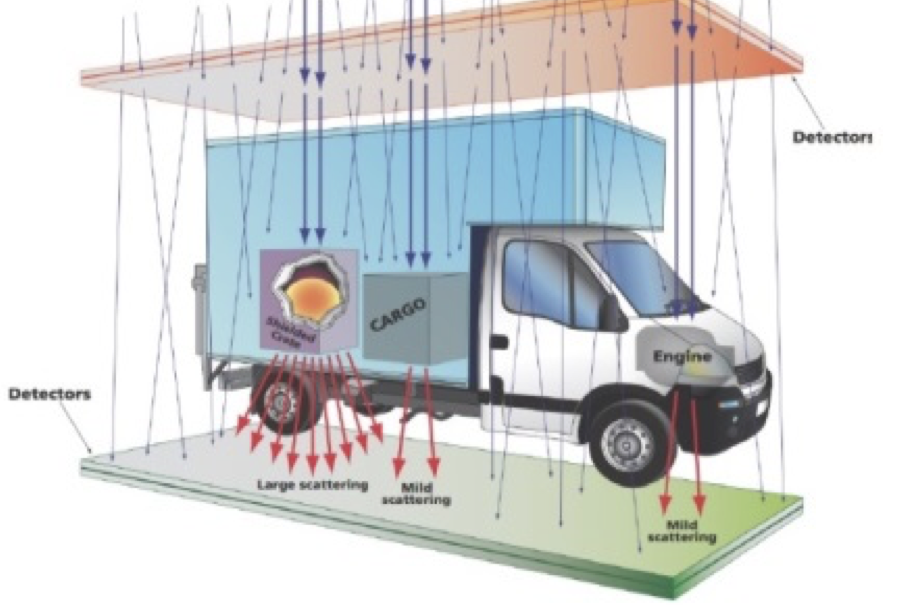 Detectors
CARGO
Shielded
Crate
Engine
Detectors
Large scattering
Mild
scattering
Mild
scattering